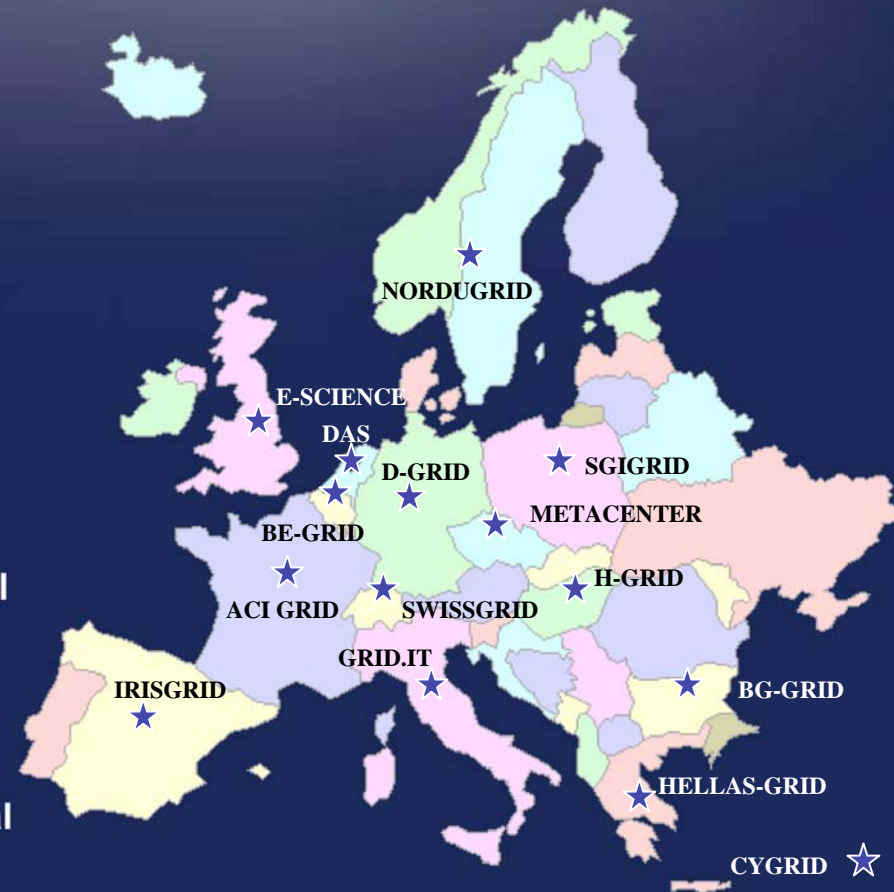 NORDUGRID
E-SCIENCE
DAS
D-GRID
SGIGRID
METACENTER
BE-GRID
H-GRID
ACI GRID
SWISSGRID
GRID.IT
IRISGRID
BG-GRID
HELLAS-GRID
CYGRID